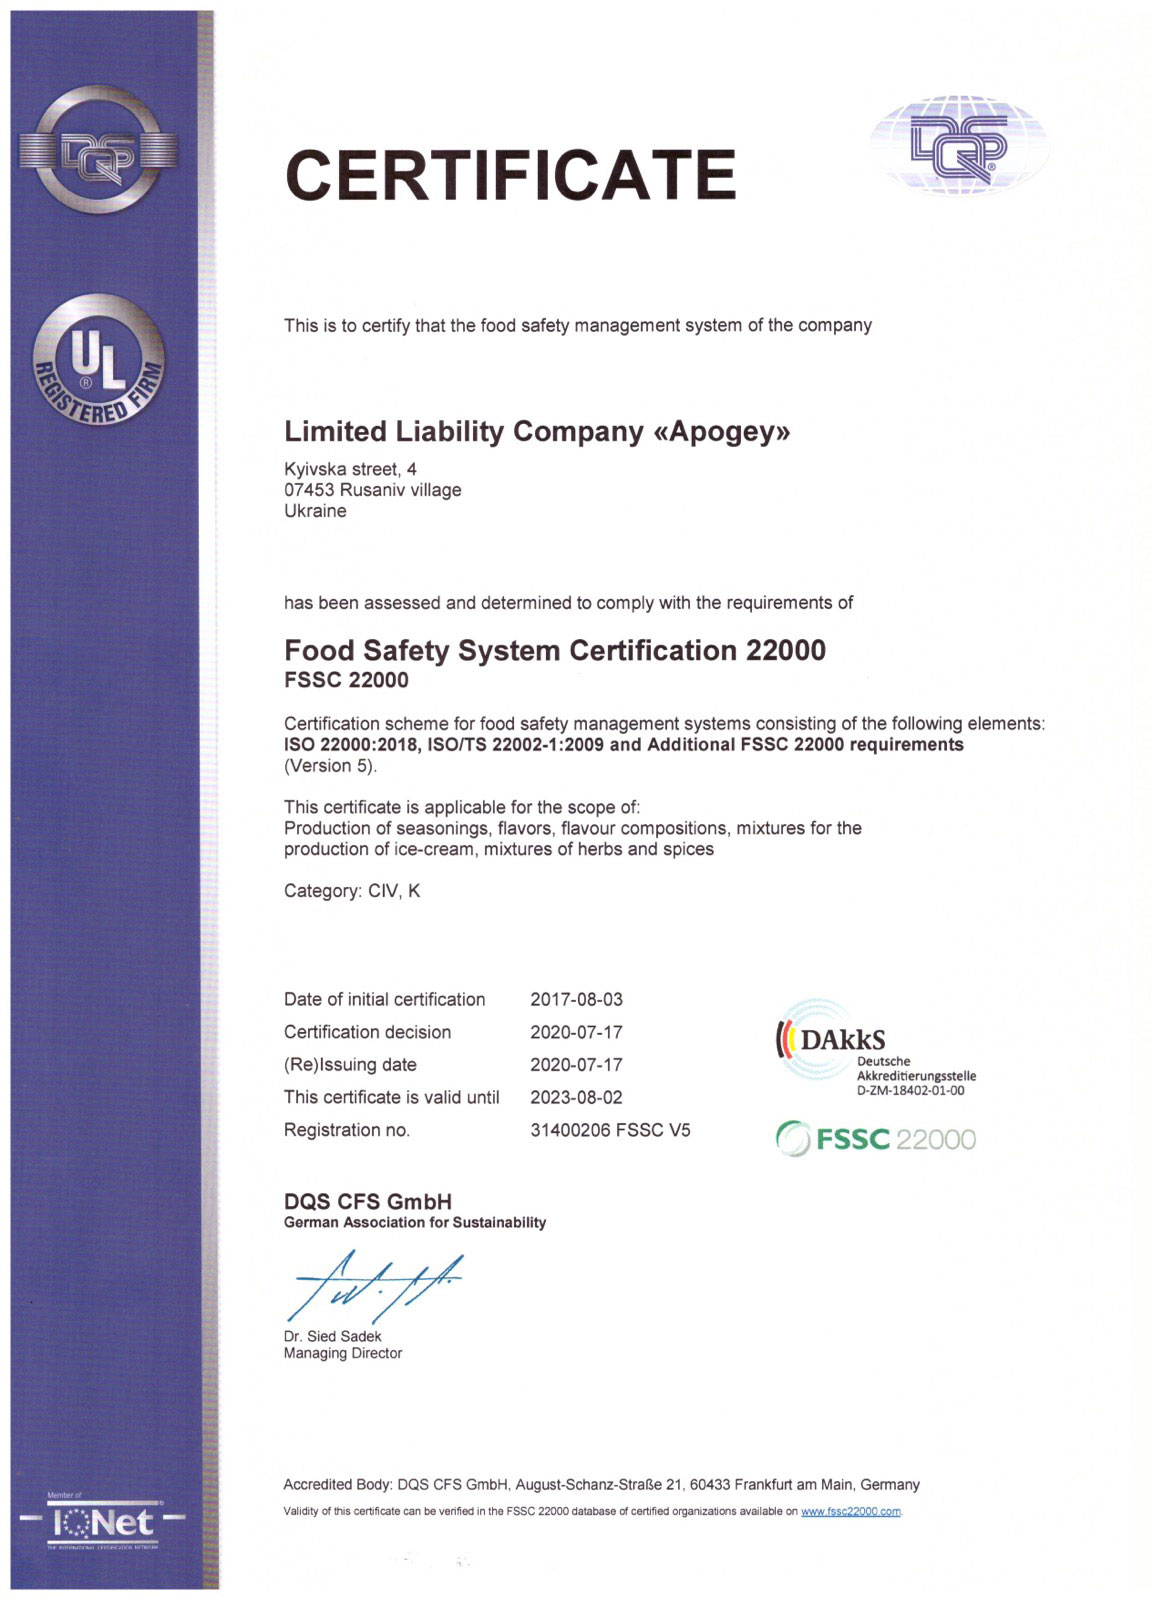 DQS
CERTIFICATE
DQS®
UL®
REGISTERED FIRM
This is to certify that the food safety management system of the company
Limited Liability Company «Apogey»
Kyivska street, 4
07453 Rusaniv village
Ukraine
has been assessed and determined to comply with the requirements of
Food Safety System Certification 22000
FSSC 22000
Certification scheme for food safety management systems consisting of the following elements:
ISO 22000:2018, ISO/TS 22002-1:2009 and Additional FSSC 22000 requirements
(Version 5).
This certificate is applicable for the scope of:
Production of seasonings, flavors, flavour compositions, mixtures for the
production of ice-cream, mixtures of herbs and spices
Category: CIV, K
Date of initial certification 2017-08-03
Certification decision 2020-07-17
(Re)Issuing date 2020-07-17
This certificate is valid until 2023-08-02
Registration no. 31400206 FSSC V5
DAkkS
Deutsche
Akkreditierungsstelle
D-ZM-18402-01-00
FSSC 22000
DQS CFS GmbH
German Association for Sustainability
Dr. Sied Sadek
Managing Director
Accredited Body: DQS CFS GmbH, August-Schanz-Straße 21, 60433 Frankfurt am Main, Germany
Validity of this certificate can be verified in the FSSC 22000 database of certified organizations available on www.fssc22000.com.
Member of
IQNet
THE INTERNATIONAL CERTIFICATION NETWORK